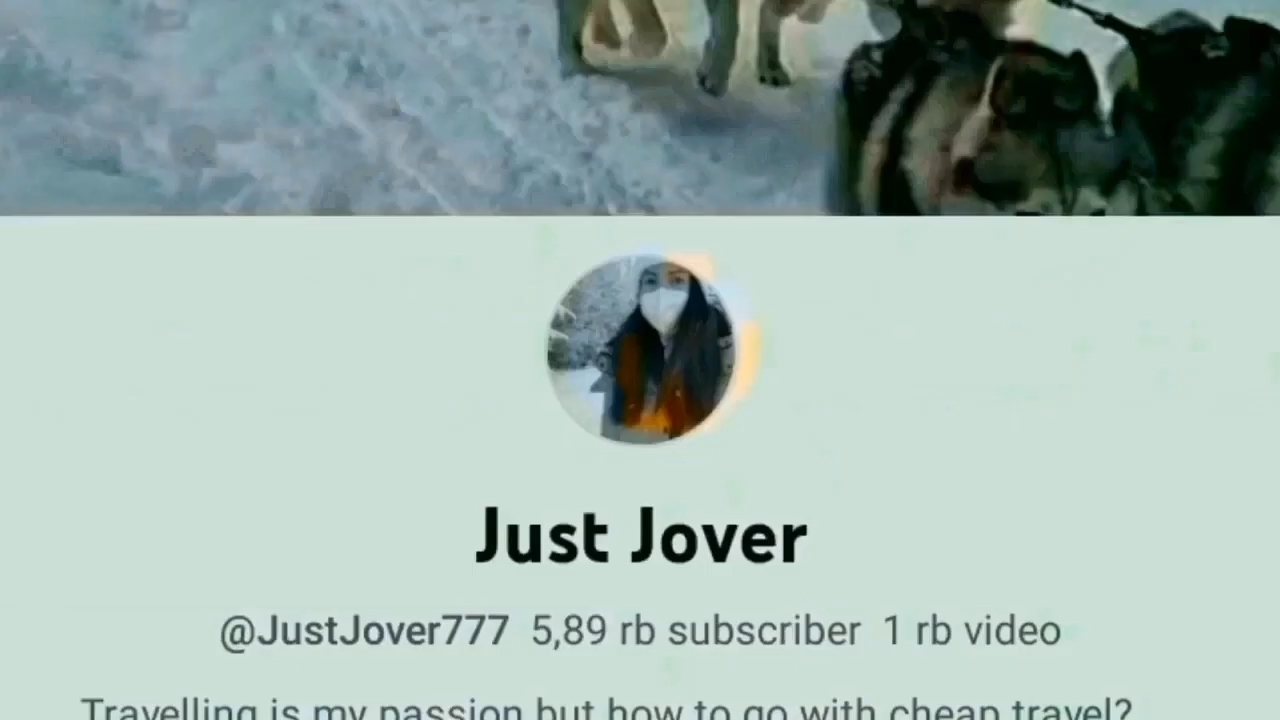 Just Jover
@JustJover777 5,89 rb subscriber 1 rb video
Travelling is my passion but how to go with cheap travel?